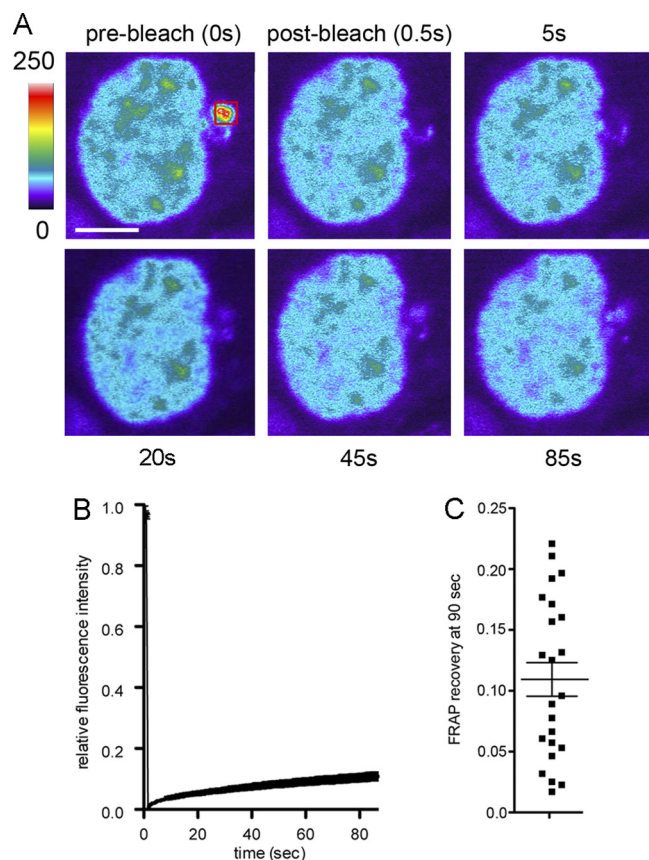 A
pre-bleach (0s)
post-bleach (0.5s)
5s
250
0
20s
45s
85s
B
relative fluorescence intensity
1.0
0.8
0.6
0.4
0.2
0.0
0
20
40
60
80
time (sec)
C
FRAP recovery at 90 sec
0.25
0.20
0.15
0.10
0.05
0.0